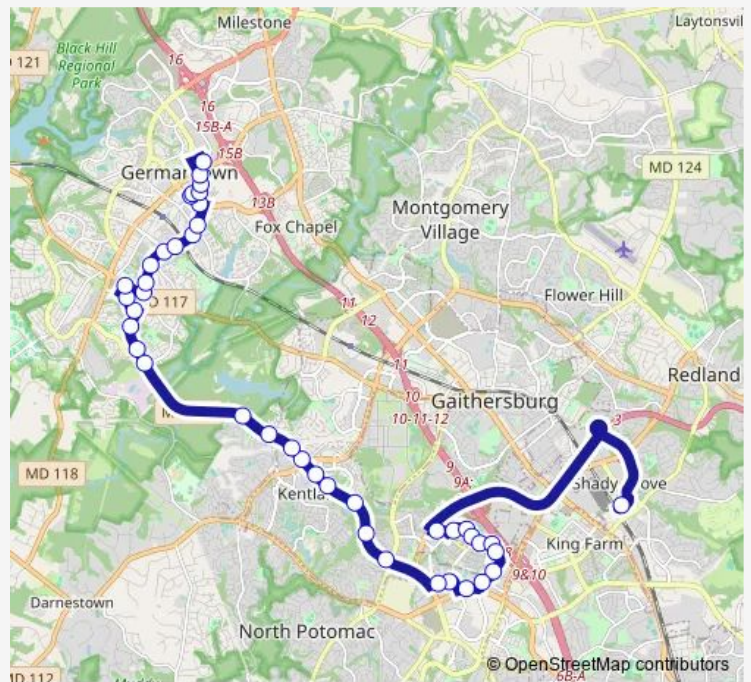 Milestone
Laytonsvil
121
Black Hill
Regional
Park
16
16
15B-A
15B
MD 124
Germantown
13B
Montgomery
Village
Fox Chapel
Flower Hill
11
D 117
12
11
Redland
10
Gaithersburg
10-11-12
3
M
9
9A
MD 118
Shady Grove
Kentla
King Farm
8
9&10
Darnestown
North Potomac
© OpenStreetMap contributors
MD 112
6B-A